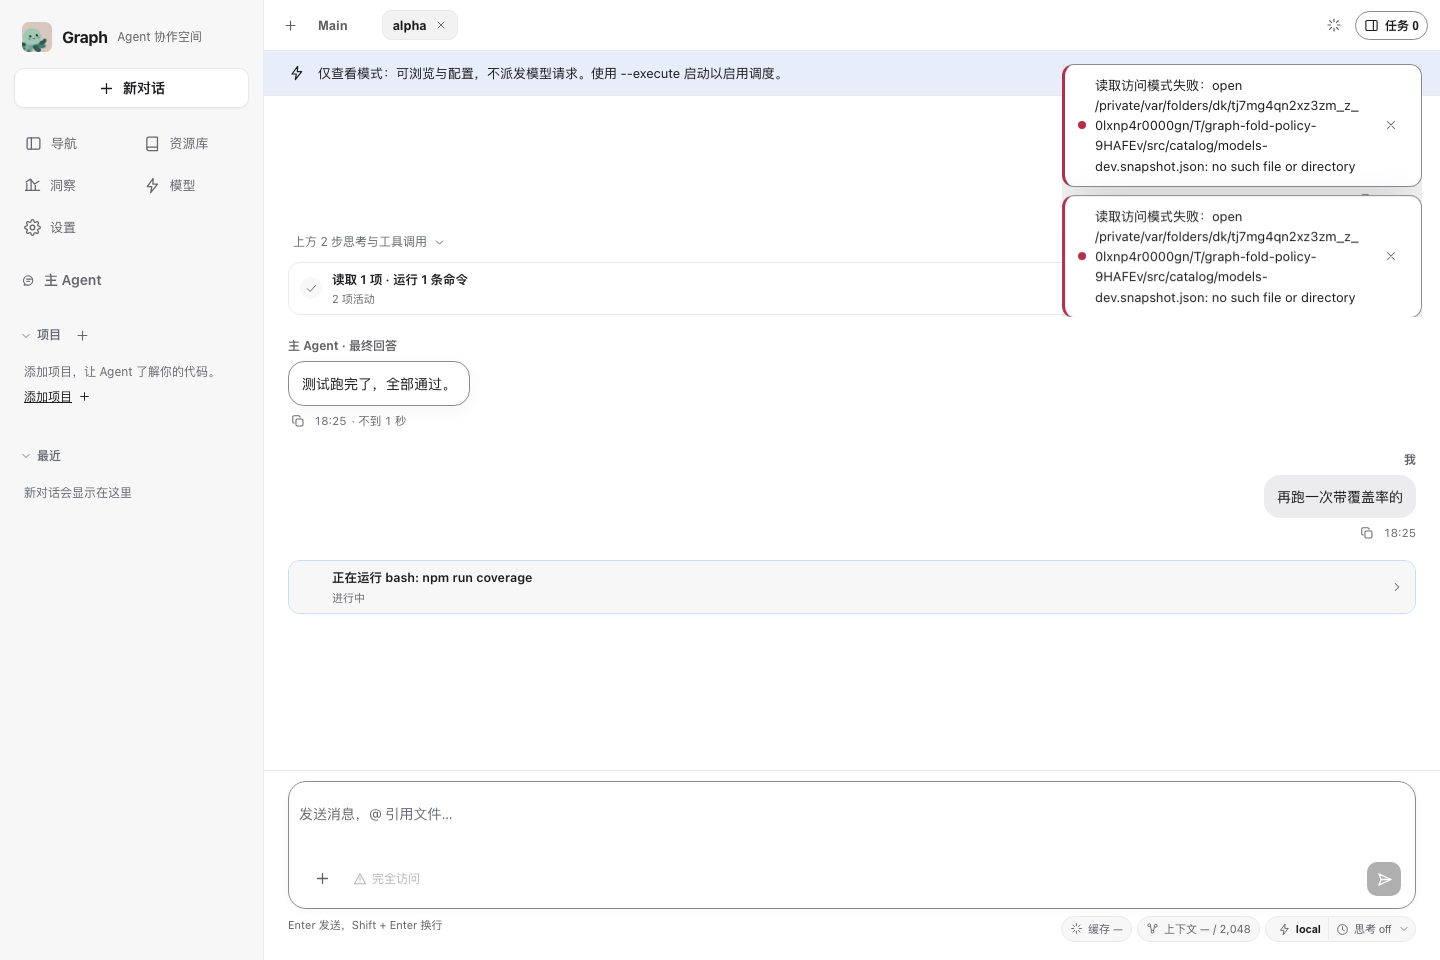 Graph Agent 协作空间
新对话
导航
资源库
洞察
模型
设置
主 Agent
项目
添加项目，让 Agent 了解你的代码。
添加项目
最近
新对话会显示在这里
Main
alpha
任务 0
仅查看模式：可浏览与配置，不派发模型请求。使用 --execute 启动以启用调度。
读取访问模式失败：open
/private/var/folders/dk/tj7mg4qn2xz3zm_z_
0lxnp4r0000gn/T/graph-fold-policy-
9HAFEv/src/catalog/models-
dev.snapshot.json: no such file or directory
读取访问模式失败：open
/private/var/folders/dk/tj7mg4qn2xz3zm_z_
0lxnp4r0000gn/T/graph-fold-policy-
9HAFEv/src/catalog/models-
dev.snapshot.json: no such file or directory
上方 2 步思考与工具调用
读取 1 项 · 运行 1 条命令
2 项活动
主 Agent · 最终回答
测试跑完了，全部通过。
18:25 · 不到 1 秒
我
再跑一次带覆盖率的
18:25
正在运行 bash: npm run coverage
进行中
发送消息，@ 引用文件...
完全访问
Enter 发送，Shift + Enter 换行
缓存 —
上下文 — / 2,048
local
思考 off